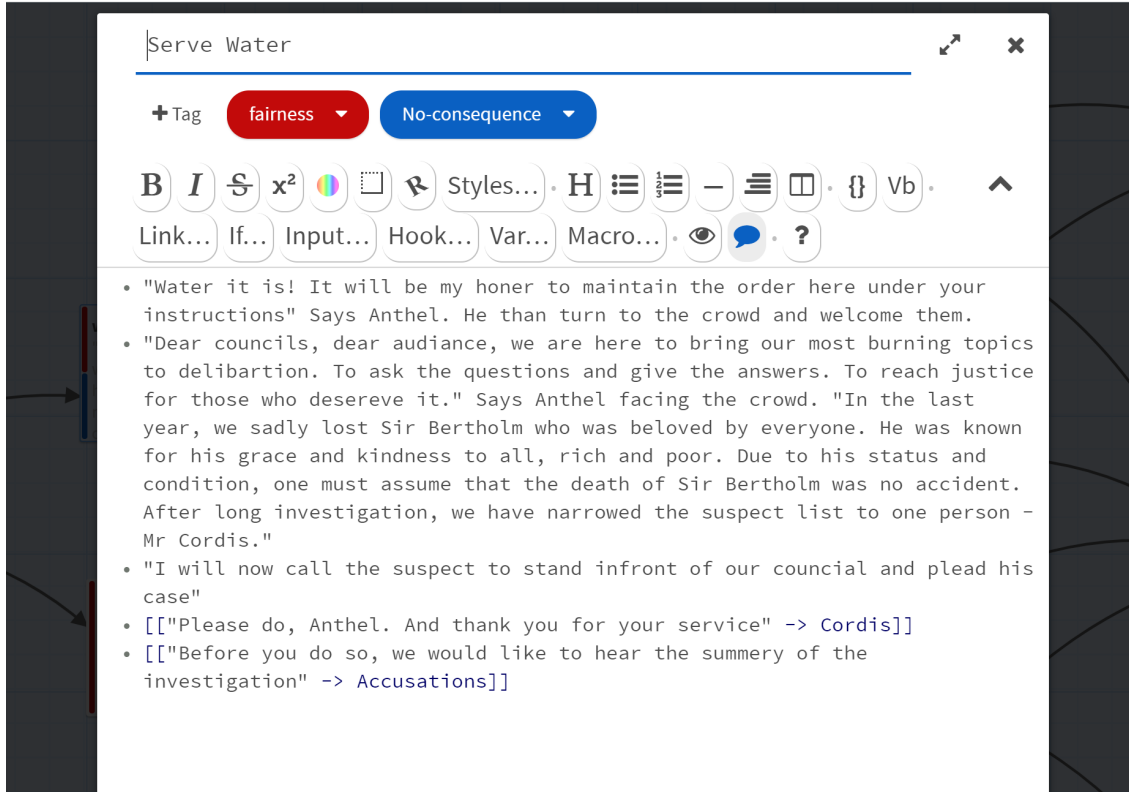 Serve Water
+ Tag
fairness
No-consequence
B I S x² R Styles... H {} Vb
Link... If... Input... Hook... Var... Macro... ?
• "Water it is! It will be my honer to maintain the order here under your
instructions" Says Anthel. He than turn to the crowd and welcome them.
• "Dear councils, dear audiance, we are here to bring our most burning topics
to delibartion. To ask the questions and give the answers. To reach justice
for those who desereve it." Says Anthel facing the crowd. "In the last
year, we sadly lost Sir Bertholm who was beloved by everyone. He was known
for his grace and kindness to all, rich and poor. Due to his status and
condition, one must assume that the death of Sir Bertholm was no accident.
After long investigation, we have narrowed the suspect list to one person -
Mr Cordis."
• "I will now call the suspect to stand infront of our councial and plead his
case"
• [["Please do, Anthel. And thank you for your service" -> Cordis]]
• [["Before you do so, we would like to hear the summery of the
investigation" -> Accusations]]